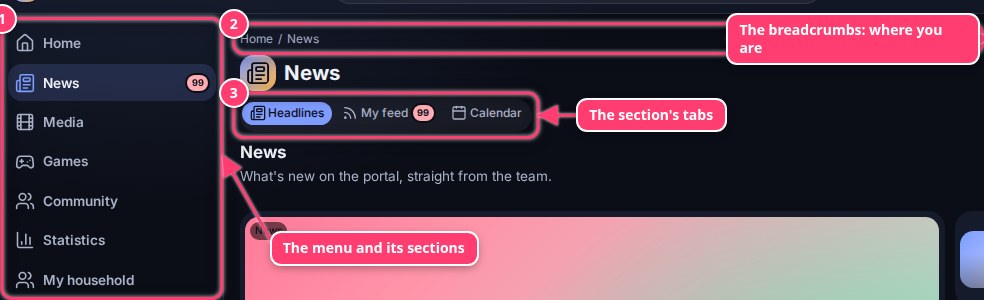 1
Home
News
99
Media
Games
Community
Statistics
My household
2
Home / News
The breadcrumbs: where you
are
News
3
Headlines
My feed
99
Calendar
The section's tabs
News
What's new on the portal, straight from the team.
The menu and its sections